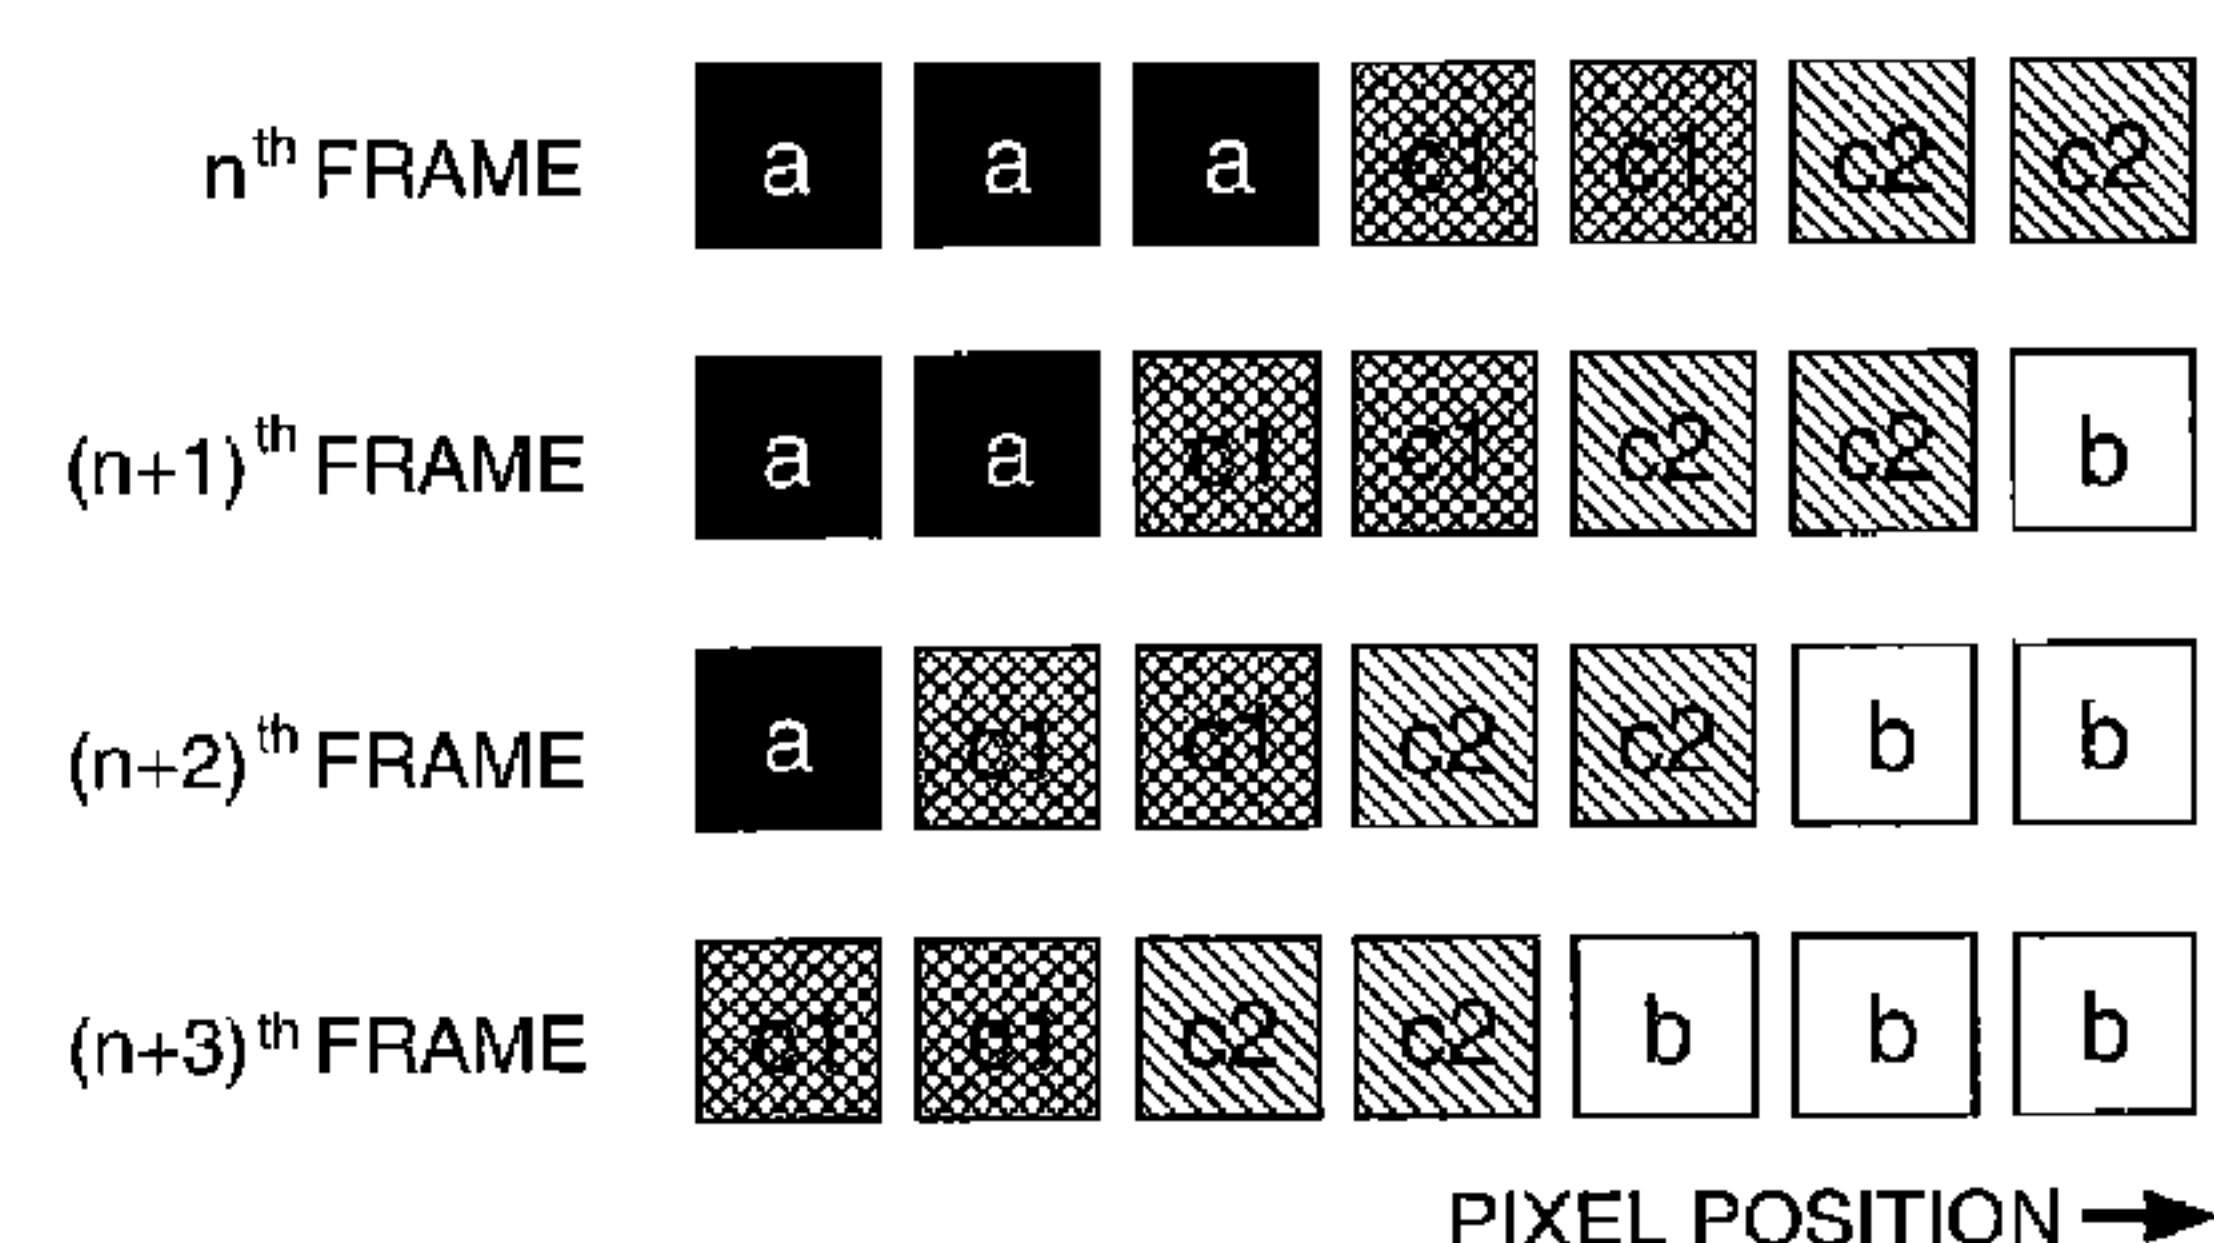 nth FRAME a a a c1 c1 c2 c2
(n+1)th FRAME a a c1 c1 c2 c2 b
(n+2)th FRAME a c1 c1 c2 c2 b b
(n+3)th FRAME c1 c1 c2 c2 b b b
PIXEL POSITION